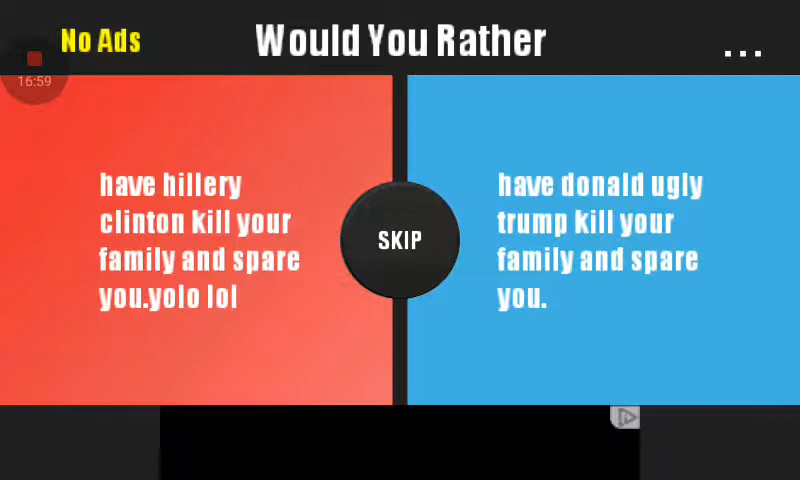 No Ads
Would You Rather
...
16:59
have hillery
clinton kill your
family and spare
you.yolo lol
SKIP
have donald ugly
trump kill your
family and spare
you.